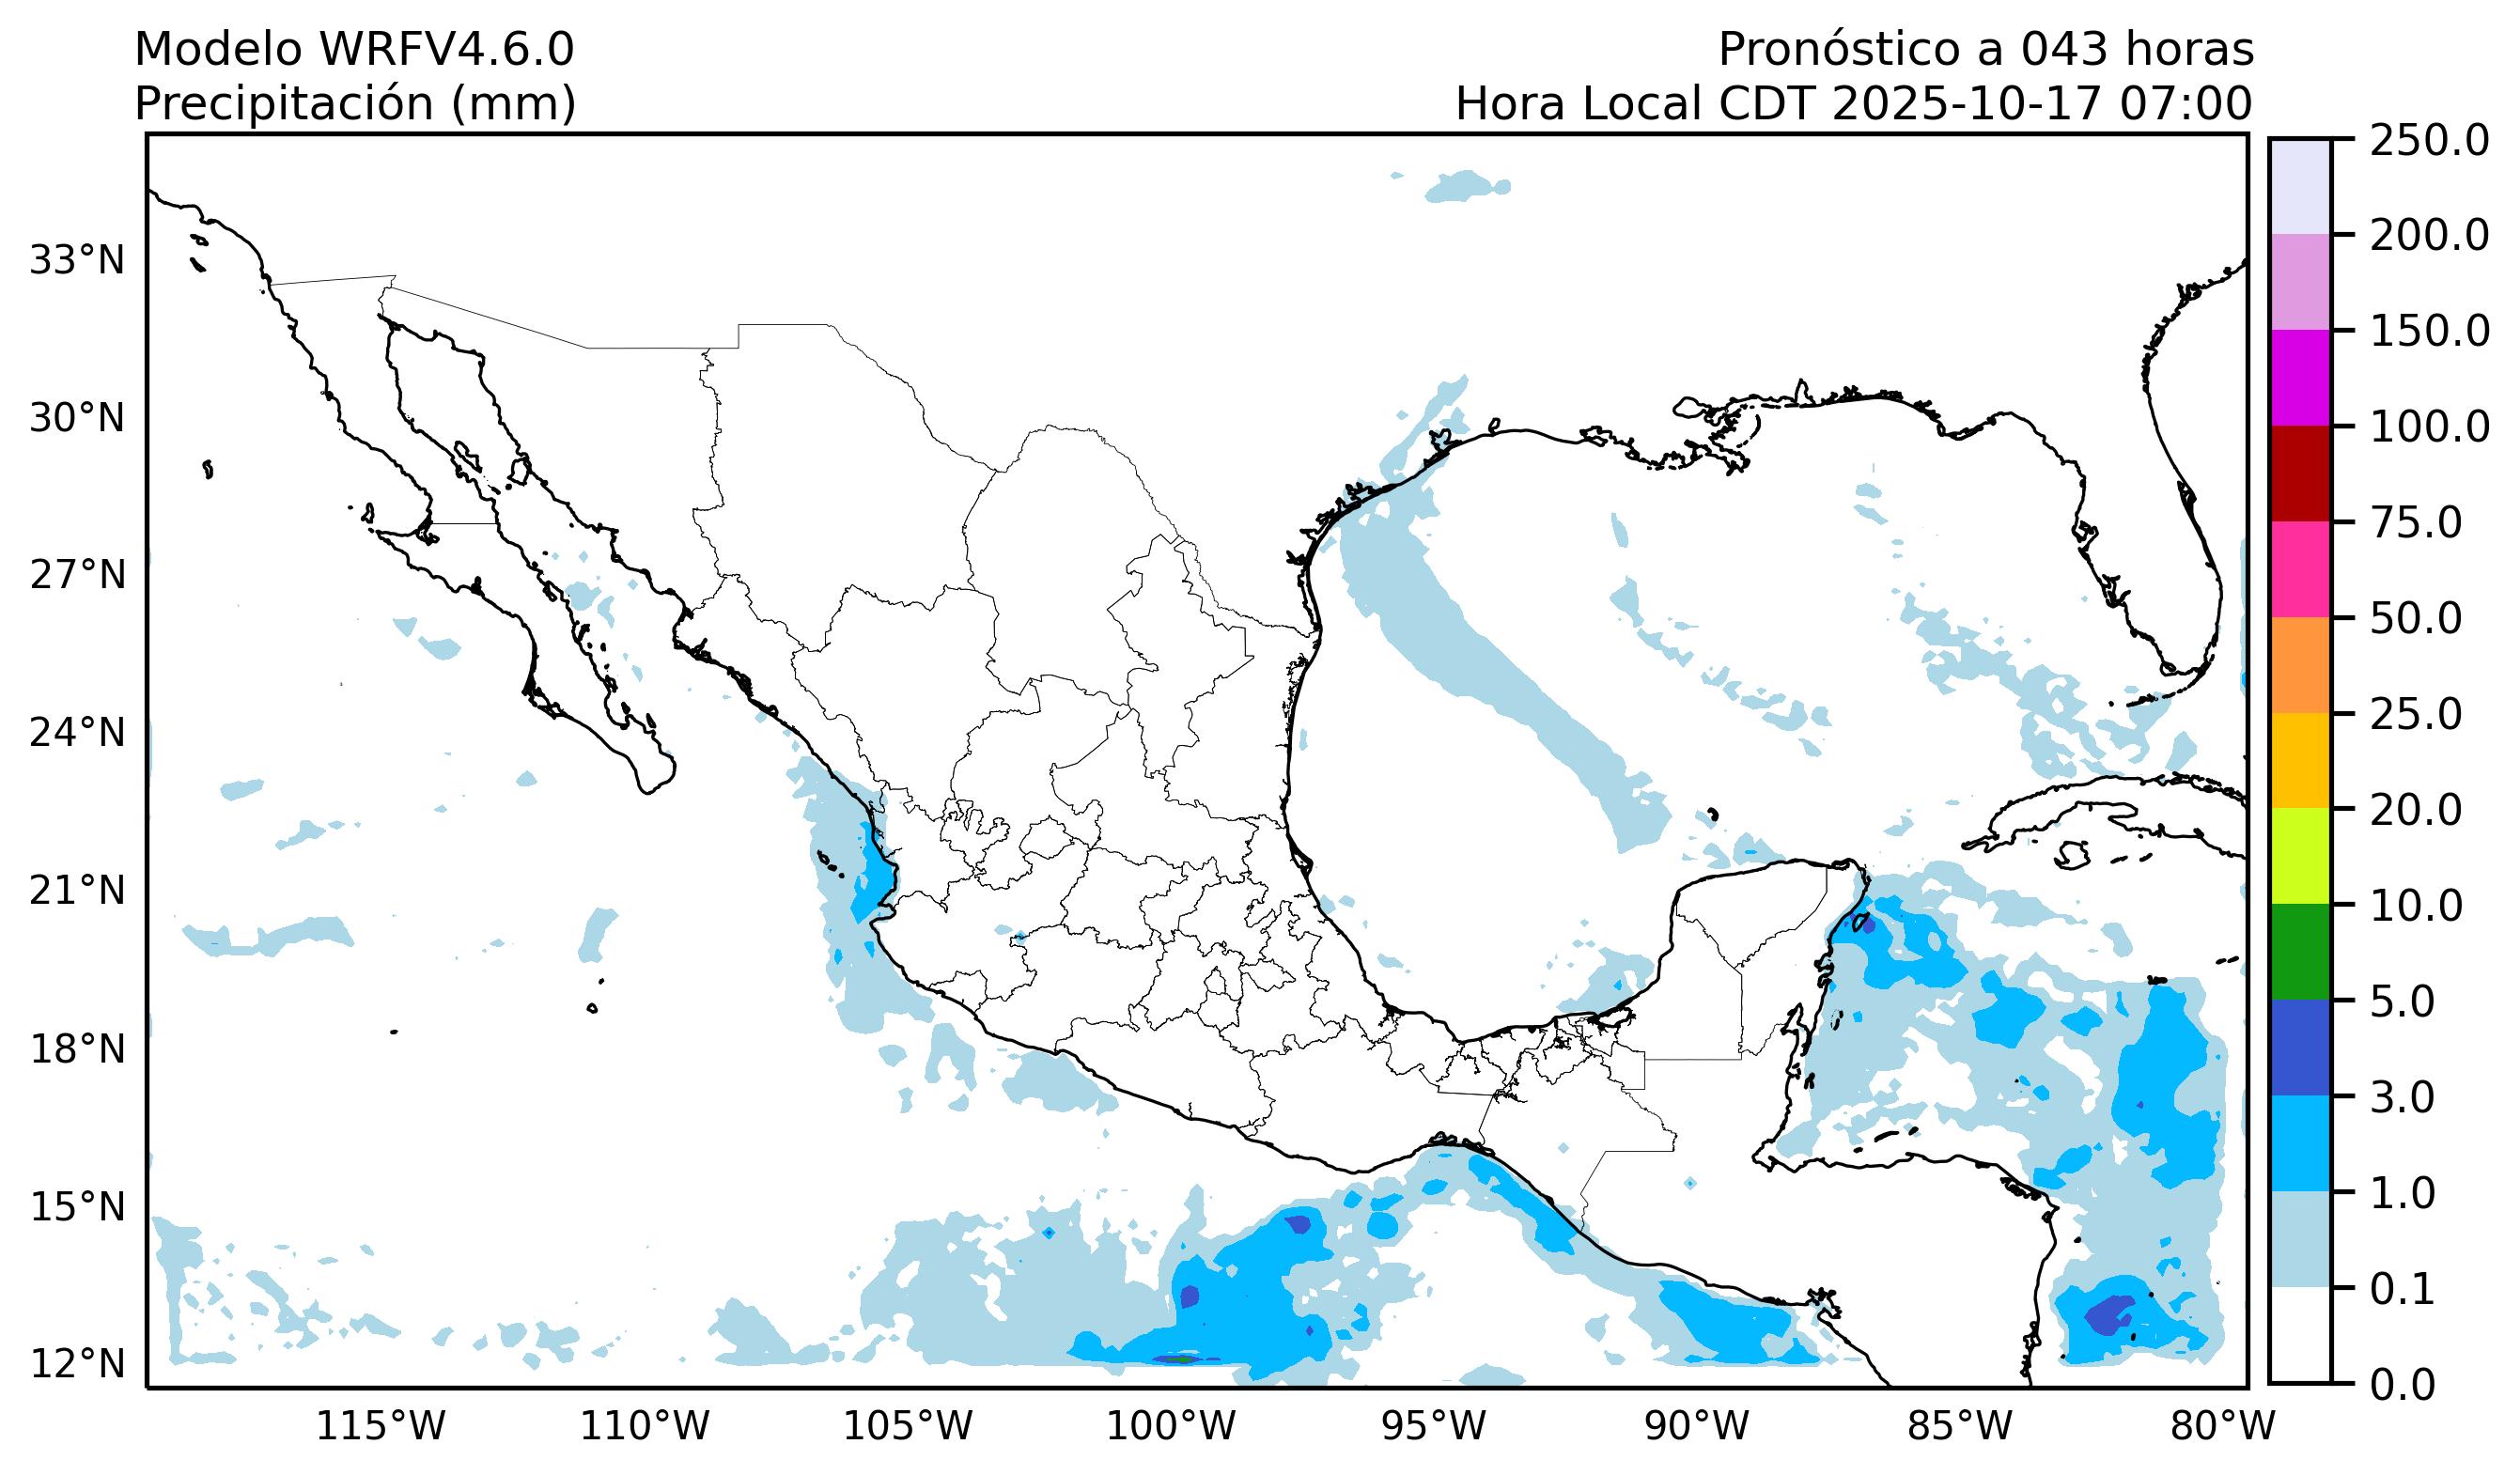 Modelo WRFV4.6.0
Precipitación (mm)
Pronóstico a 043 horas
Hora Local CDT 2025-10-17 07:00
33°N
30°N
27°N
24°N
21°N
18°N
15°N
12°N
115°W
110°W
105°W
100°W
95°W
90°W
85°W
80°W
250.0
200.0
150.0
100.0
75.0
50.0
25.0
20.0
10.0
5.0
3.0
1.0
0.1
0.0